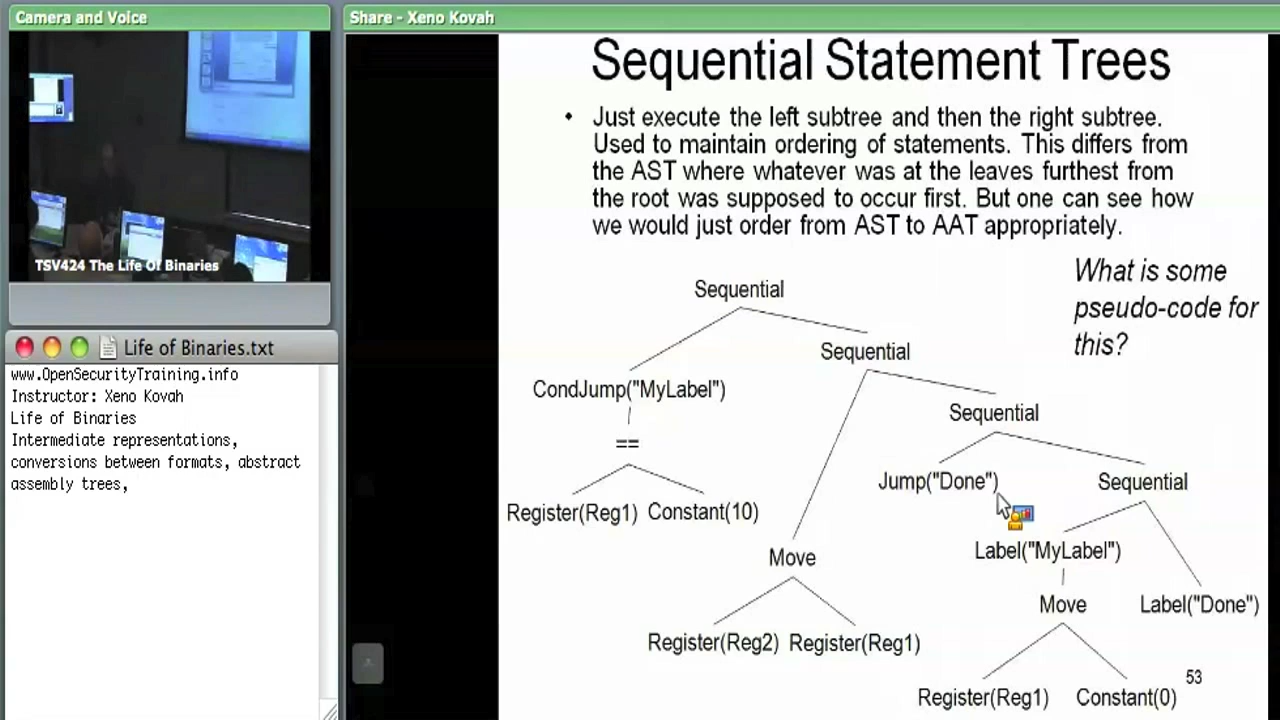 Camera and Voice
Share - Xeno Kovah
TSV424 The Life Of Binaries
Life of Binaries.txt
www.OpenSecurityTraining.info
Instructor: Xeno Kovah
Life of Binaries
Intermediate representations,
conversions between formats, abstract
assembly trees,
Sequential Statement Trees
• Just execute the left subtree and then the right subtree.
Used to maintain ordering of statements. This differs from
the AST where whatever was at the leaves furthest from
the root was supposed to occur first. But one can see how
we would just order from AST to AAT appropriately.
What is some
pseudo-code for
this?
Sequential
Sequential
CondJump("MyLabel")
Sequential
==
Jump("Done")
Sequential
Register(Reg1) Constant(10)
Label("MyLabel")
Move
Move
Label("Done")
Register(Reg2) Register(Reg1)
Register(Reg1) Constant(0)
53